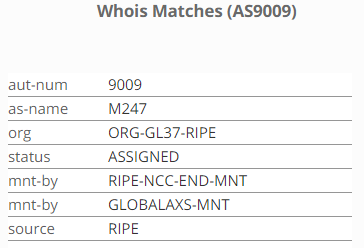 Whois Matches (AS9009)
aut-num 9009
as-name M247
org ORG-GL37-RIPE
status ASSIGNED
mnt-by RIPE-NCC-END-MNT
mnt-by GLOBALAXS-MNT
source RIPE